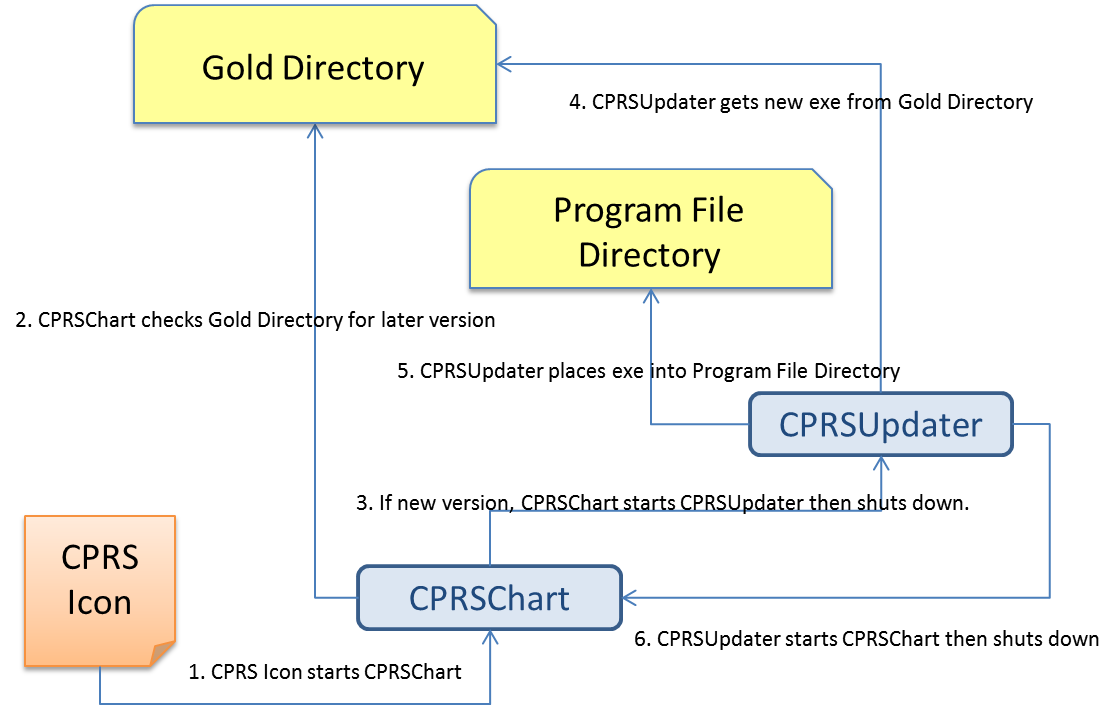 Gold Directory
4. CPRSUpdater gets new exe from Gold Directory
Program File
Directory
2. CPRSChart checks Gold Directory for later version
5. CPRSUpdater places exe into Program File Directory
CPRSUpdater
3. If new version, CPRSChart starts CPRSUpdater then shuts down.
CPRS
Icon
CPRSChart
6. CPRSUpdater starts CPRSChart then shuts down
1. CPRS Icon starts CPRSChart